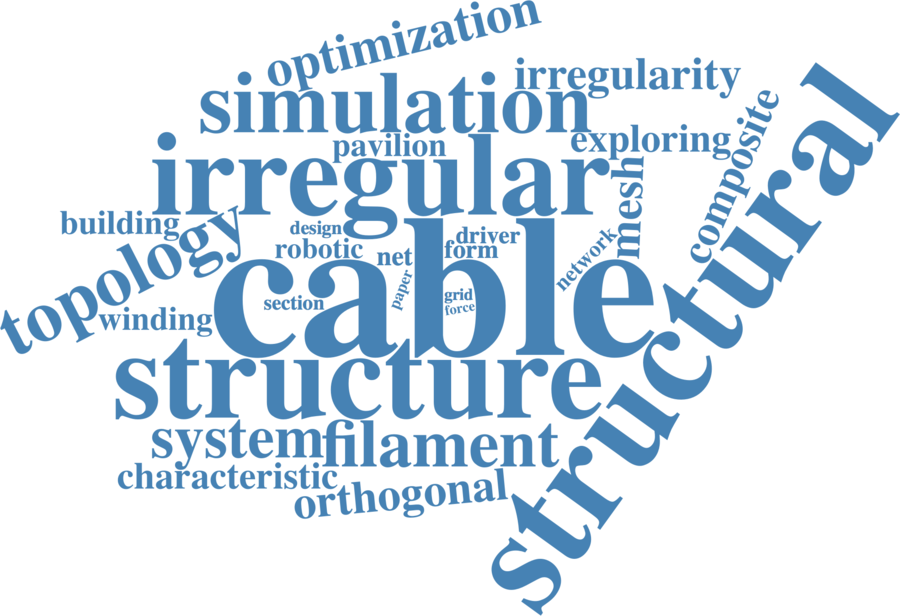 optimization
simulation
irregularity
pavilion
exploring
irregular
mesh
composite
structural
building
design
driver
topology
robotic
net
form
network
cable
section
paper
grid
force
winding
structure
system
filament
characteristic
orthogonal